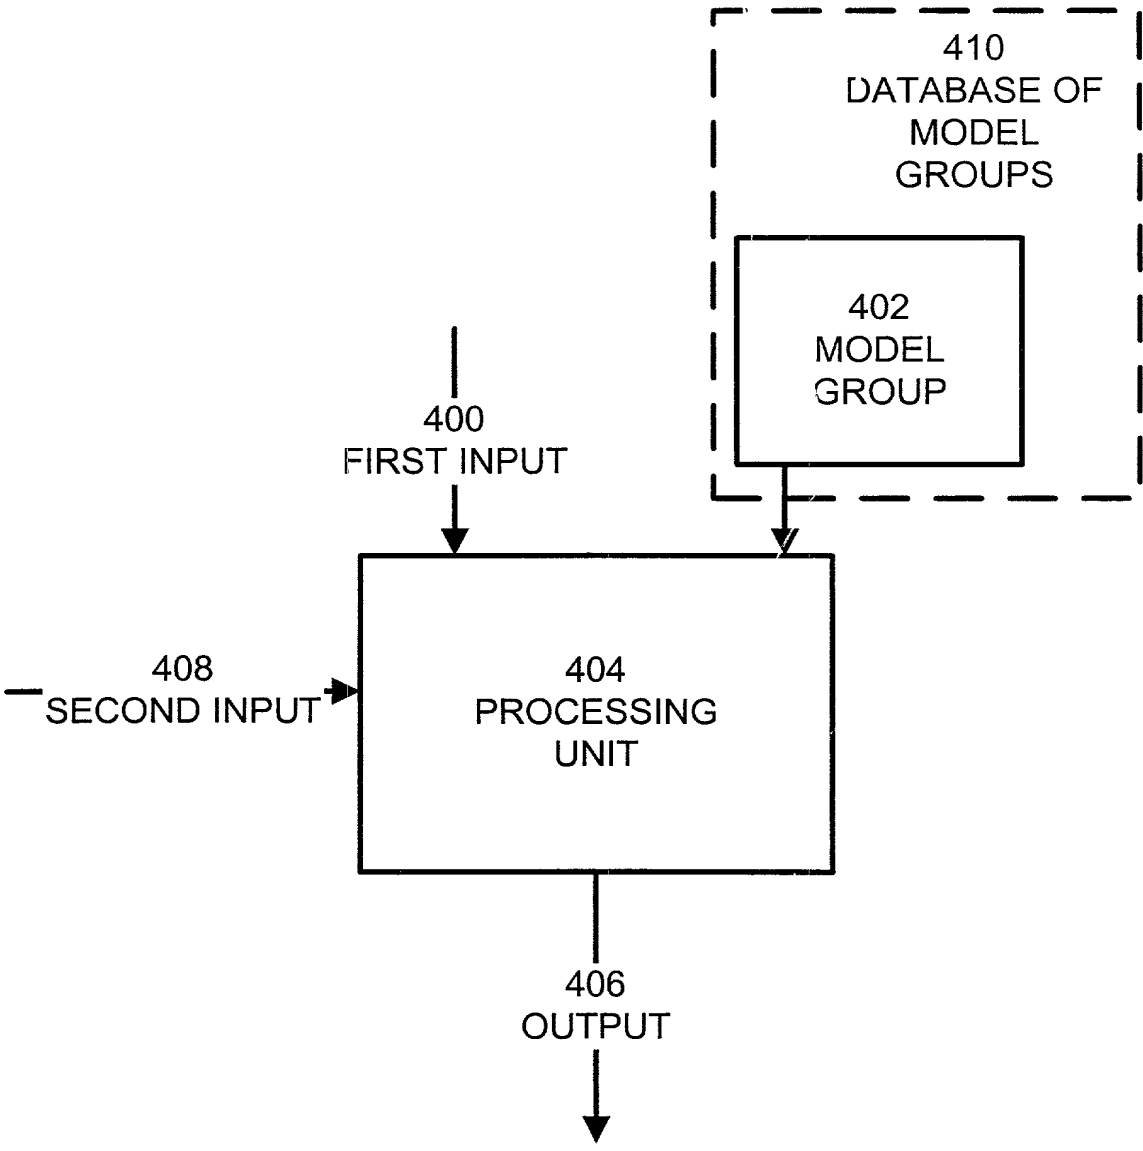 410
DATABASE OF
MODEL
GROUPS
402
MODEL
GROUP
400
FIRST INPUT
408
SECOND INPUT
404
PROCESSING
UNIT
406
OUTPUT